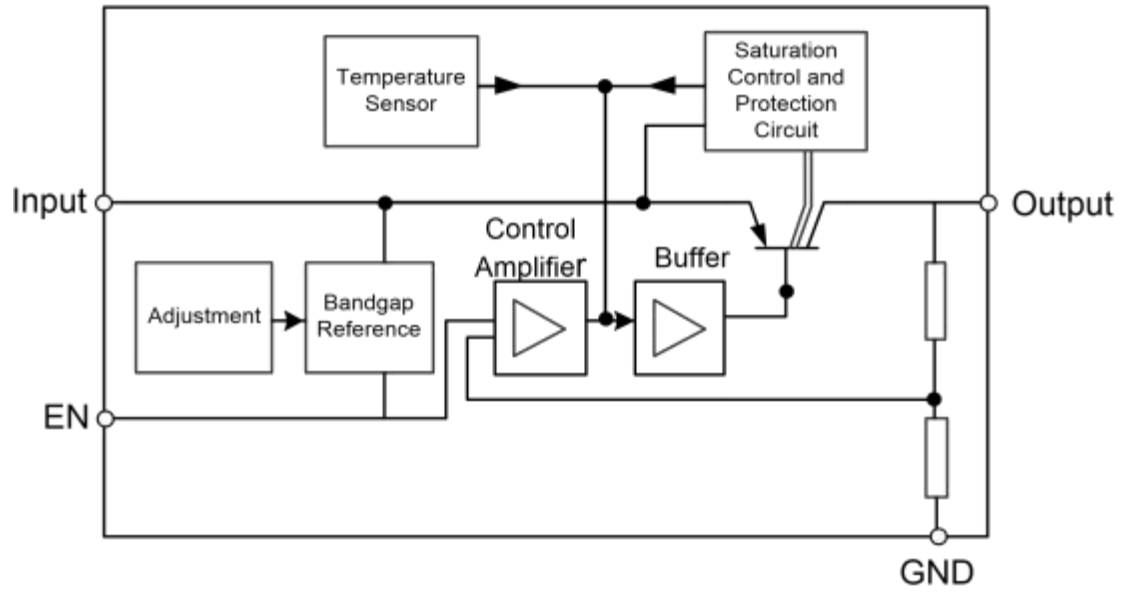 Temperature
Sensor
Saturation
Control and
Protection
Circuit
Input
Output
Control
Amplifier
Buffer
Adjustment
Bandgap
Reference
EN
GND